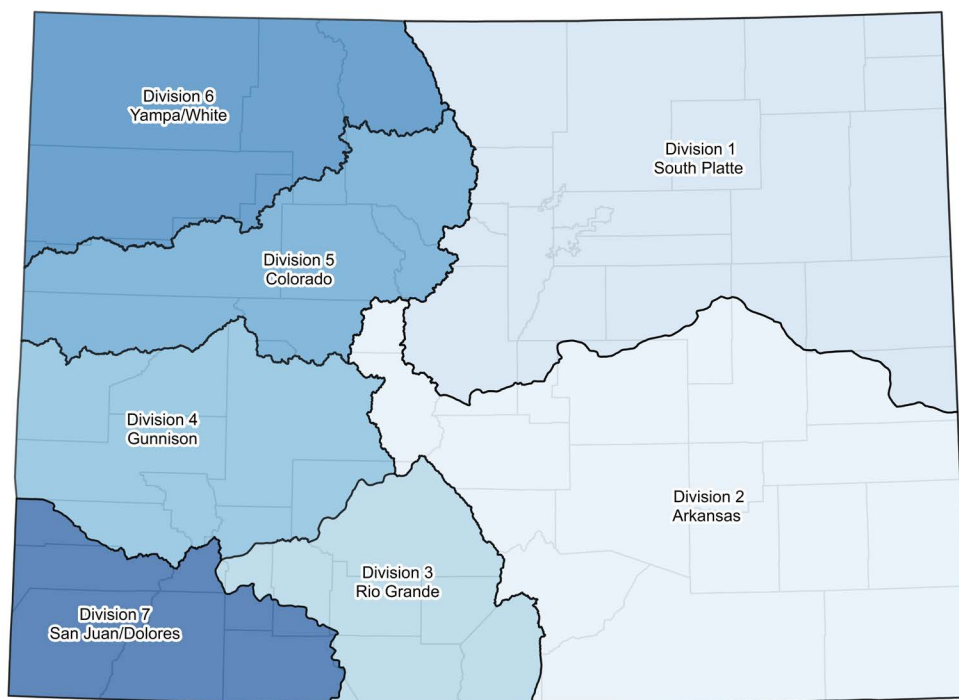 Division 6
Yampa/White
Division 1
South Platte
Division 5
Colorado
Division 4
Gunnison
Division 2
Arkansas
Division 3
Rio Grande
Division 7
San Juan/Dolores